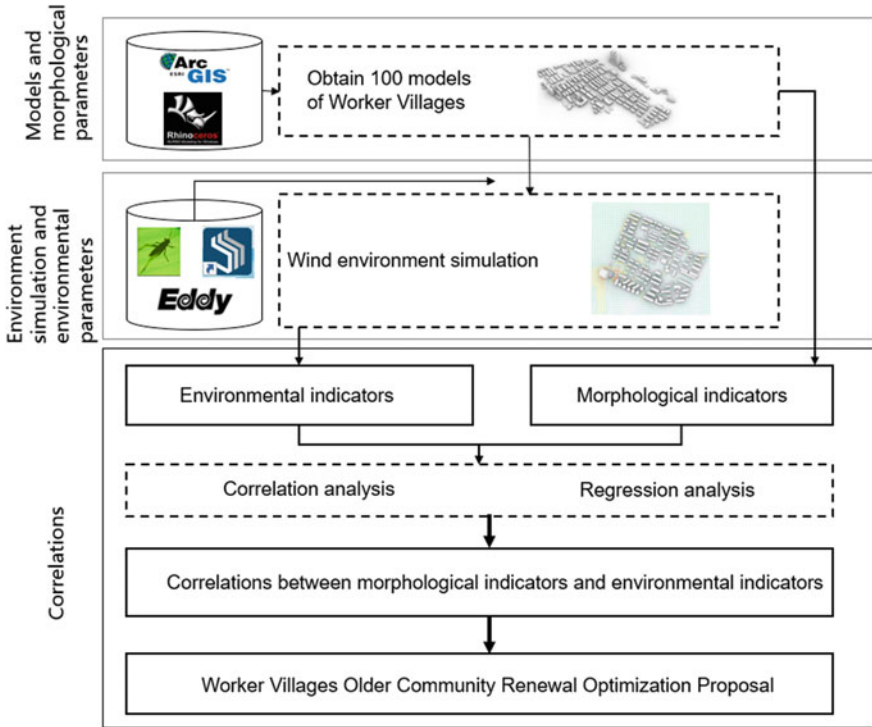 Models and
morphological
parameters
Arc
ESRI
GIS™
Rhinoceros
Obtain 100 models
of Worker Villages
Environment
simulation and
environmental
parameters
Eddy
Wind environment simulation
Correlations
Environmental indicators
Morphological indicators
Correlation analysis
Regression analysis
Correlations between morphological indicators and environmental indicators
Worker Villages Older Community Renewal Optimization Proposal